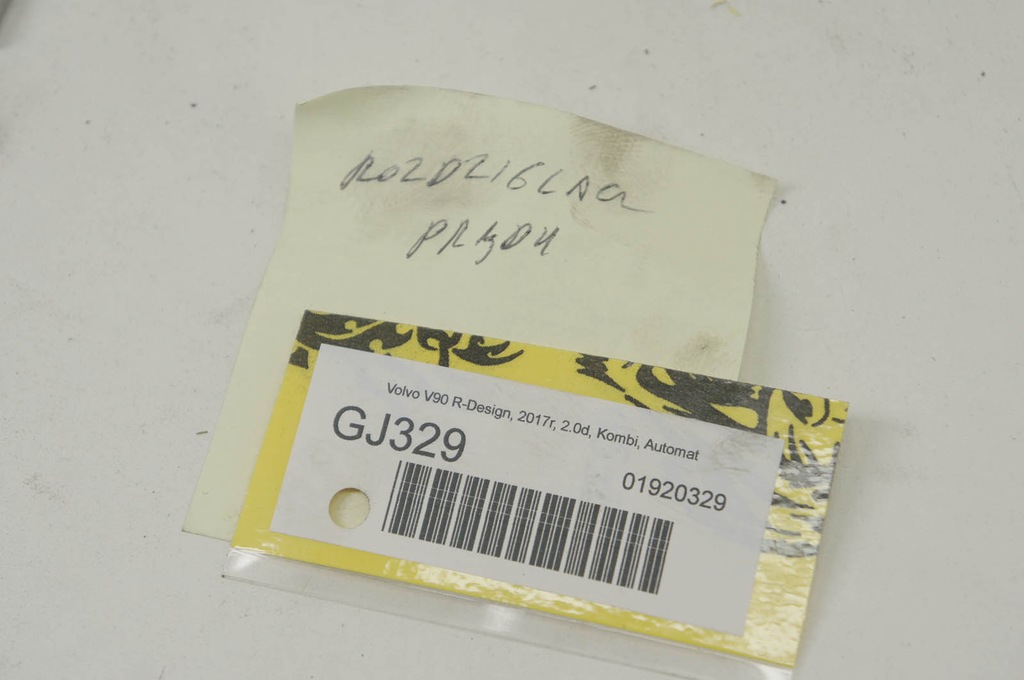 ROZDZIELACZ
PRĄDU
Volvo V90 R-Design, 2017r, 2.0d, Kombi, Automat
GJ329
01920329